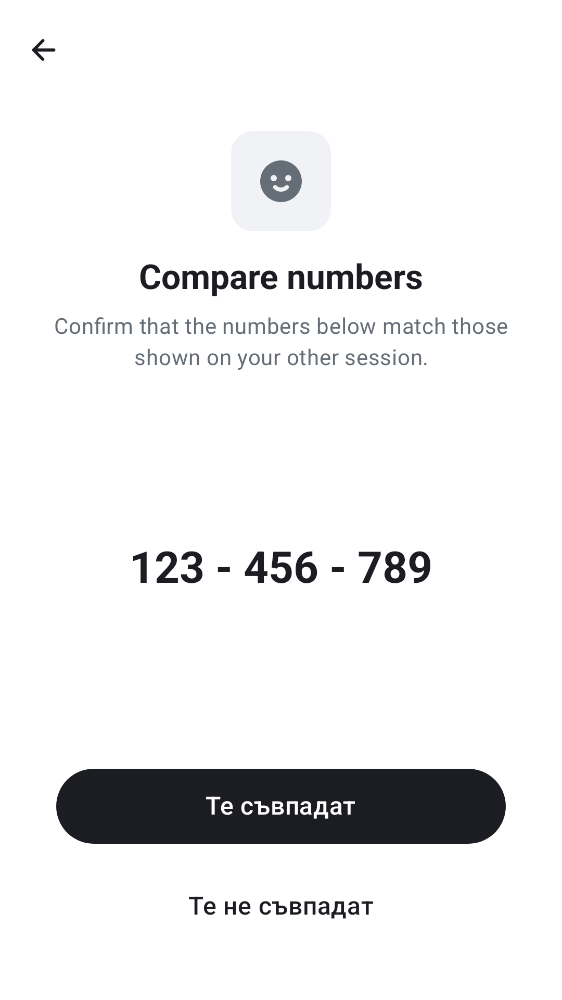 Compare numbers
Confirm that the numbers below match those
shown on your other session.
123 - 456 - 789
Те съвпадат
Те не съвпадат